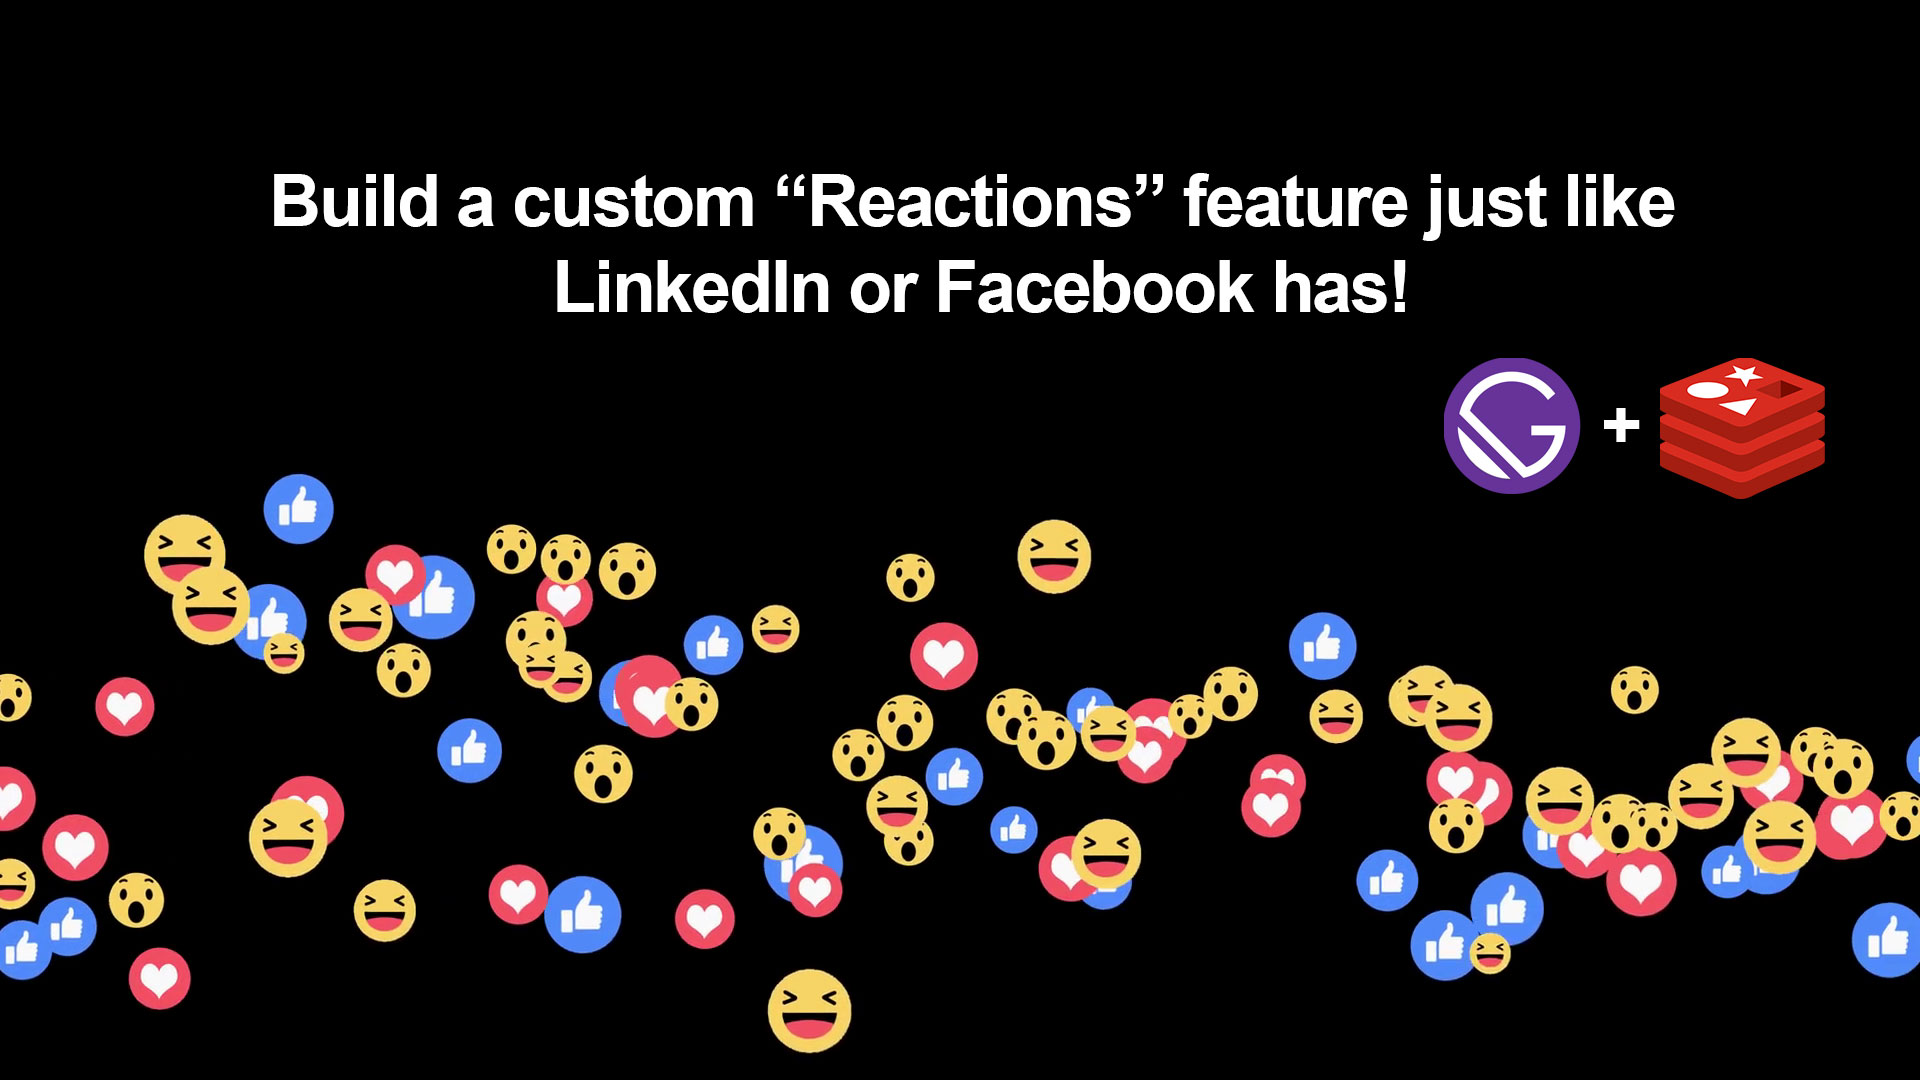 Build a custom “Reactions” feature just like
LinkedIn or Facebook has!
+